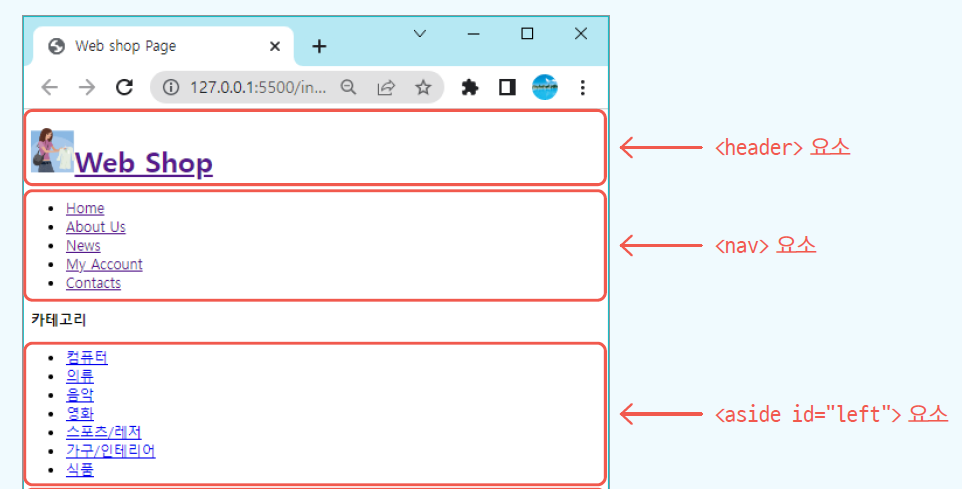 Web shop Page
127.0.0.1:5500/in...
Web Shop
<header> 요소
Home
About Us
News
My Account
Contacts
<nav> 요소
카테고리
컴퓨터
의류
음악
영화
스포츠/레저
가구/인테리어
식품
<aside id="left"> 요소